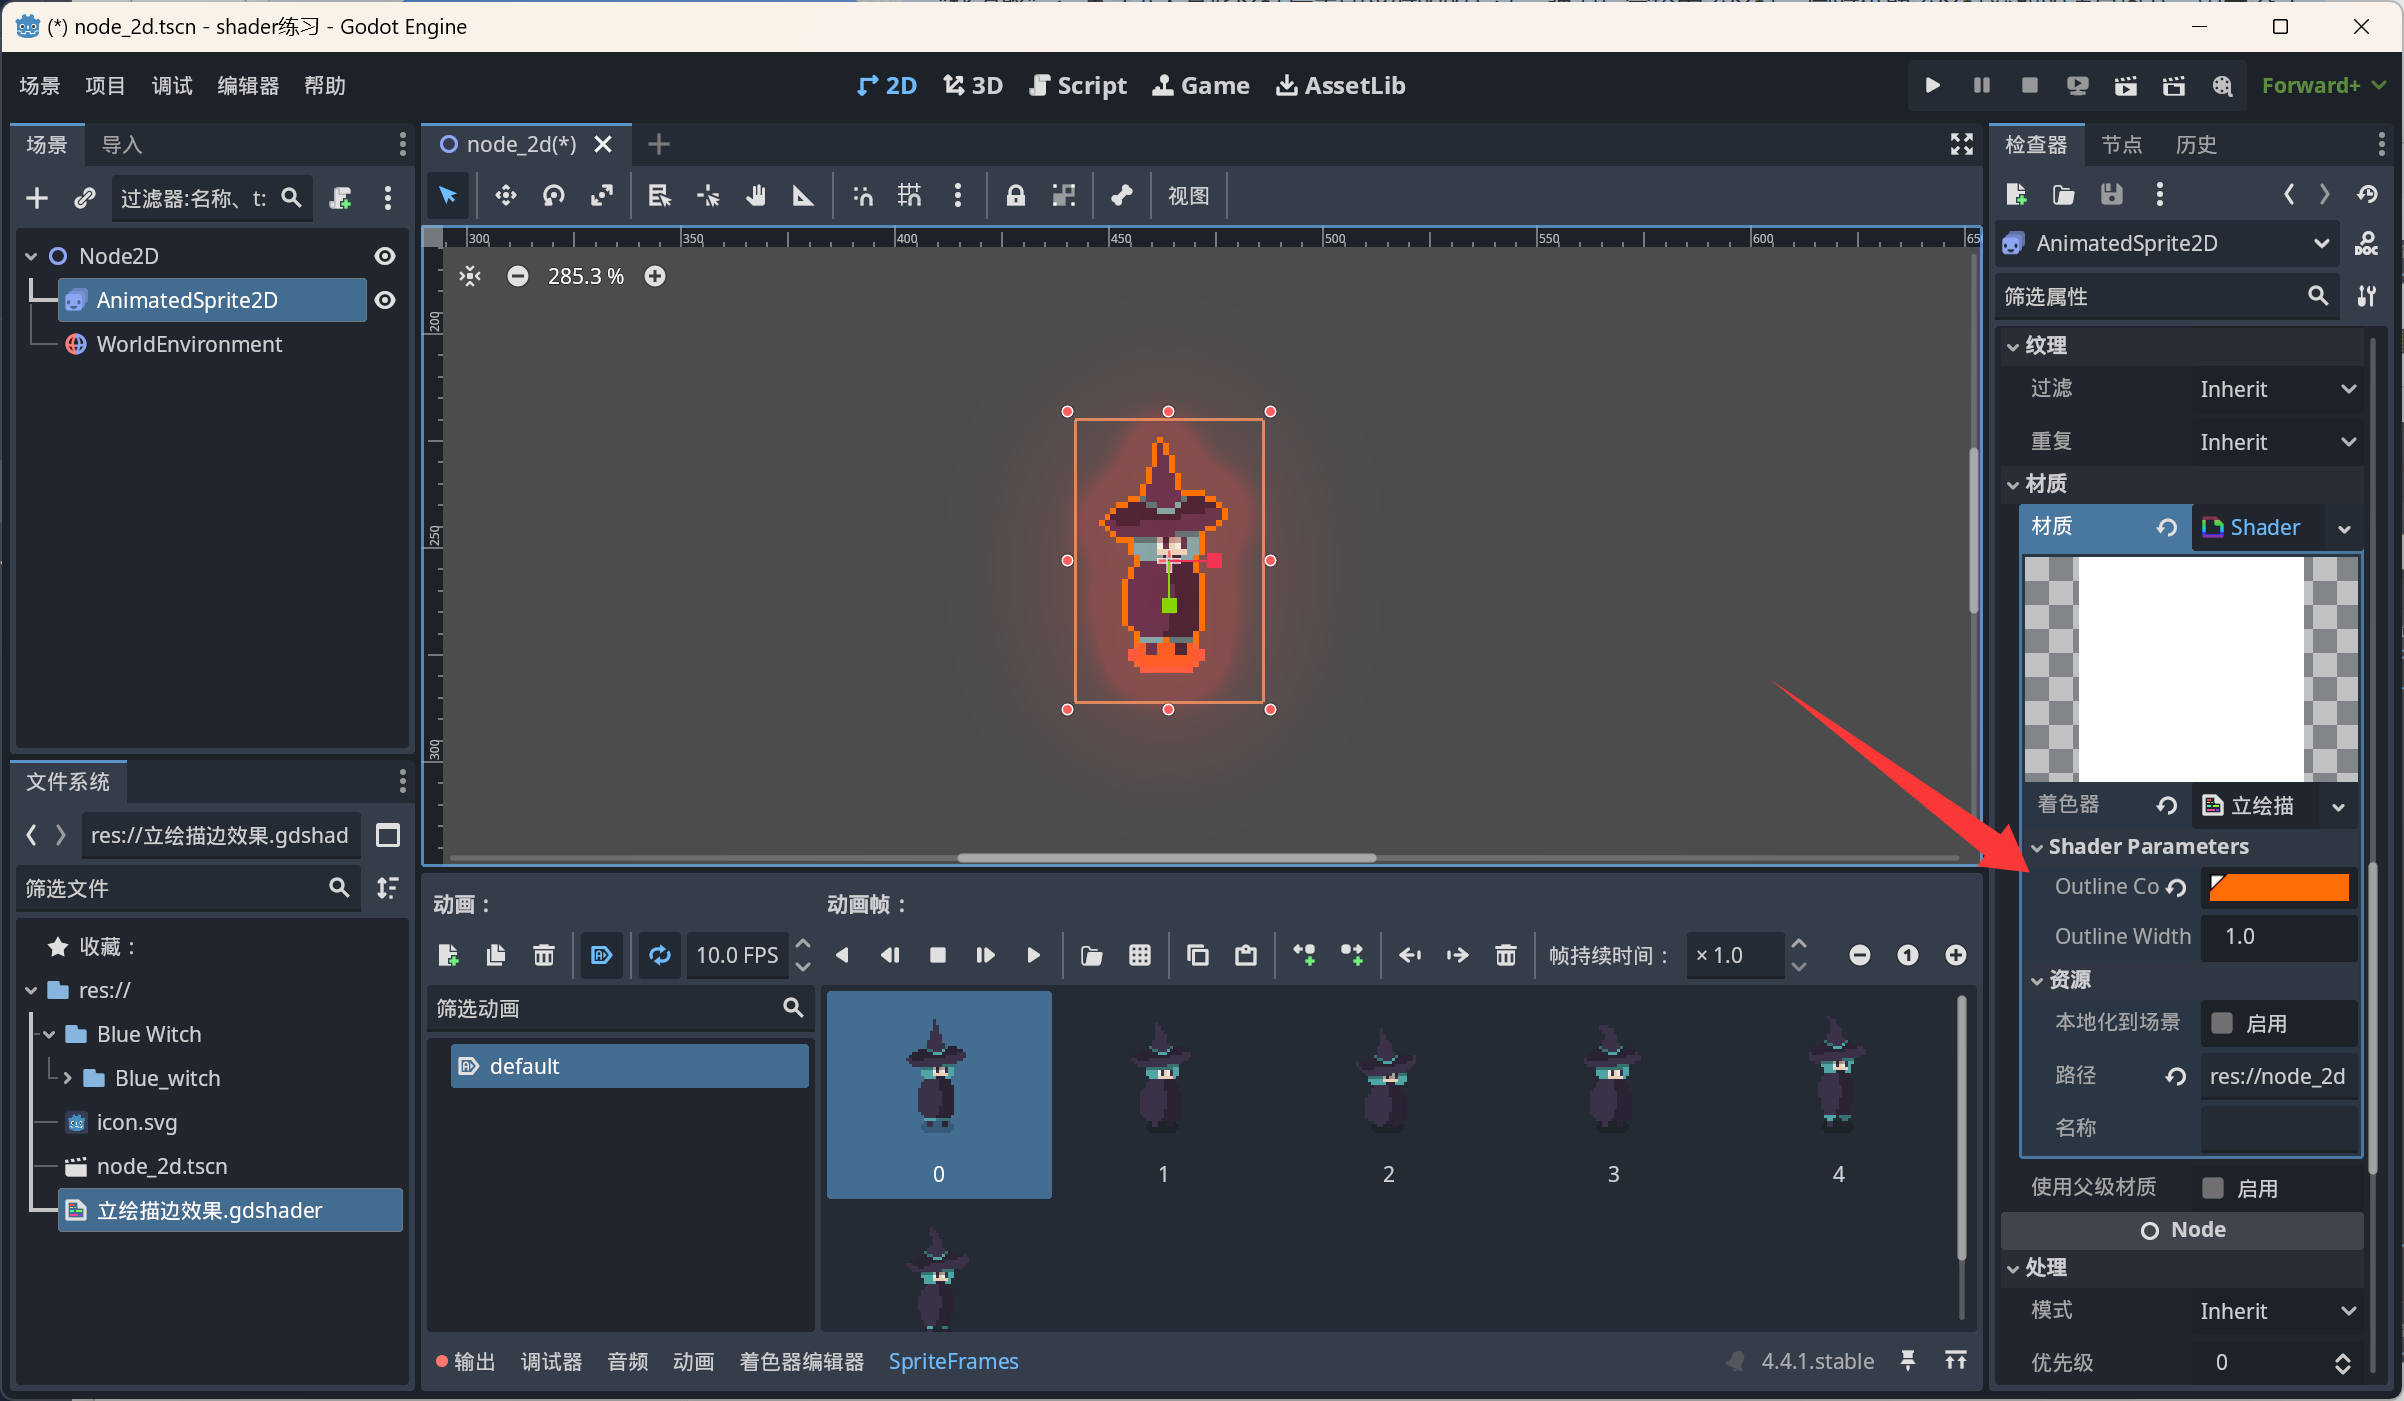 (*) node_2d.tscn - shader练习 - Godot Engine
场景 项目 调试 编辑器 帮助
2D 3D Script Game AssetLib
Forward+
场景 导入
过滤器:名称、t:
Node2D
AnimatedSprite2D
WorldEnvironment
文件系统
res://立绘描边效果.gdshad
筛选文件
收藏：
res://
Blue Witch
Blue_witch
icon.svg
node_2d.tscn
立绘描边效果.gdshader
node_2d(*)
视图
300 350 400 450 500 550 600 65
285.3 %
200
250
300
动画：
10.0 FPS
筛选动画
default
动画帧：
帧持续时间： × 1.0
0 1 2 3 4
输出 调试器 音频 动画 着色器编辑器 SpriteFrames
4.4.1.stable
检查器 节点 历史
AnimatedSprite2D
DOC
筛选属性
纹理
过滤 Inherit
重复 Inherit
材质
材质 Shader
着色器 立绘描
Shader Parameters
Outline Co
Outline Width 1.0
资源
本地化到场景 启用
路径 res://node_2d
名称
使用父级材质 启用
Node
处理
模式 Inherit
优先级 0